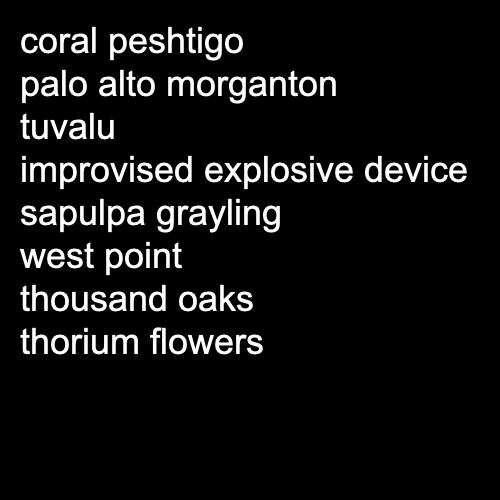 coral peshtigo
palo alto morganton
tuvalu
improvised explosive device
sapulpa grayling
west point
thousand oaks
thorium flowers